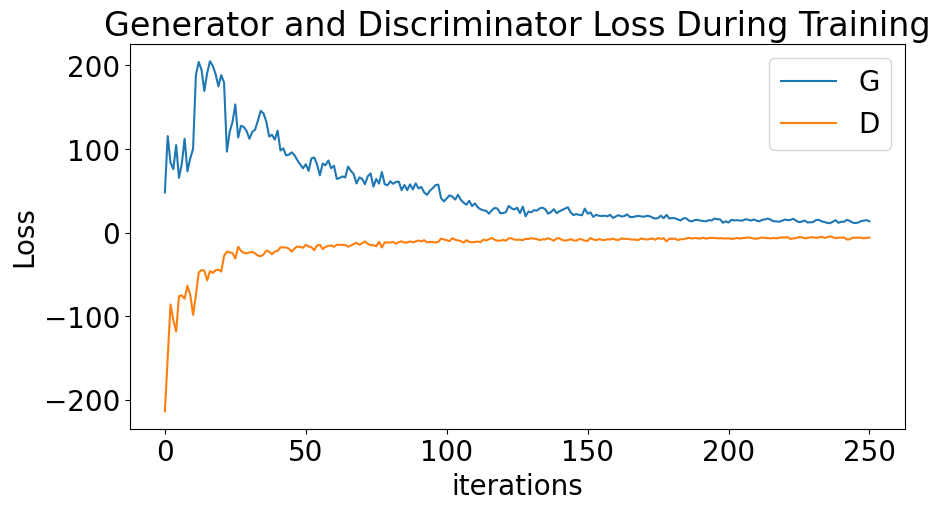 Generator and Discriminator Loss During Training
G
D
Loss
200
100
0
−100
−200
0 50 100 150 200 250
iterations